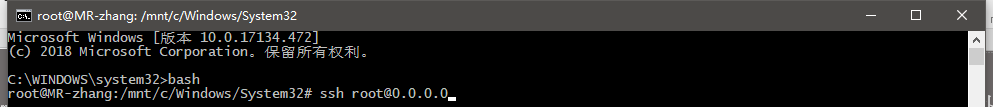 root@MR-zhang: /mnt/c/Windows/System32
Microsoft Windows [版本 10.0.17134.472]
(c) 2018 Microsoft Corporation。保留所有权利。
C:\WINDOWS\system32>bash
root@MR-zhang:/mnt/c/Windows/System32# ssh root@0.0.0.0